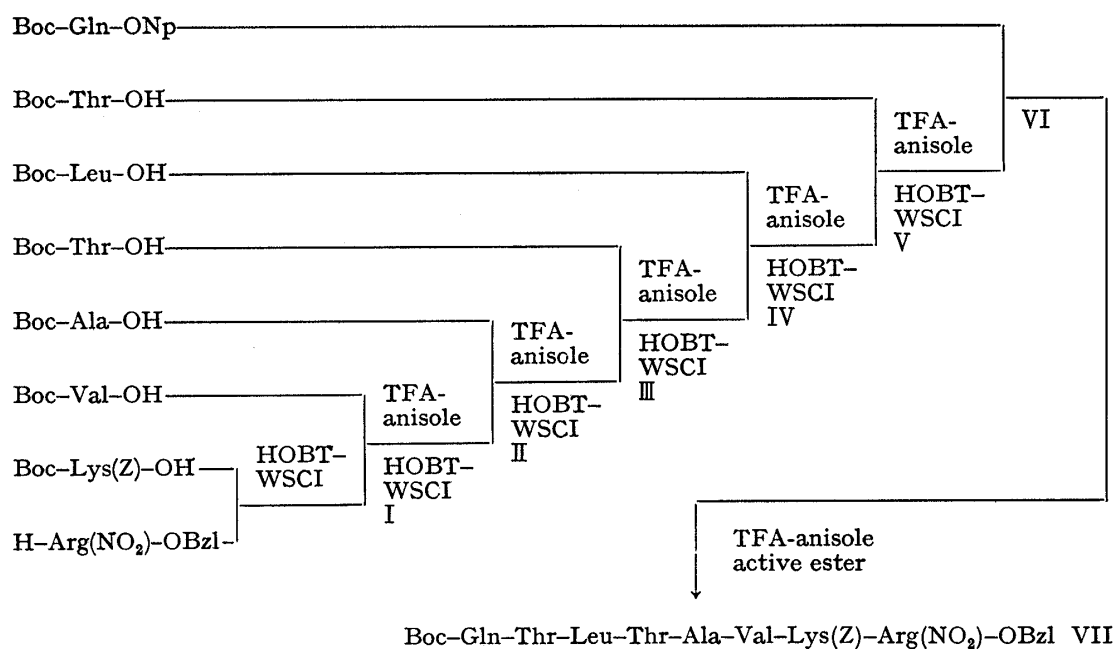 Boc–Gln–ONp
Boc–Thr–OH
TFA-
anisole
VI
Boc–Leu–OH
TFA-
anisole
HOBT–
WSCI
V
Boc–Thr–OH
TFA-
anisole
HOBT–
WSCI
IV
Boc–Ala–OH
TFA-
anisole
HOBT–
WSCI
III
Boc–Val–OH
TFA-
anisole
HOBT–
WSCI
II
Boc–Lys(Z)–OH
HOBT–
WSCI
HOBT–
WSCI
I
H–Arg(NO₂)–OBzl
TFA-anisole
active ester
Boc–Gln–Thr–Leu–Thr–Ala–Val–Lys(Z)–Arg(NO₂)–OBzl VII